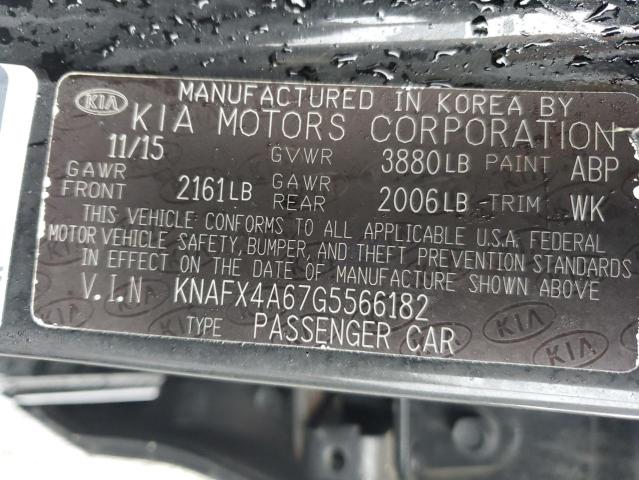 MANUFACTURED IN KOREA BY
KIA KIA MOTORS CORPORATION
11/15 GVWR 3880LB PAINT ABP
GAWR FRONT 2161LB GAWR REAR 2006LB TRIM WK
THIS VEHICLE CONFORMS TO ALL APPLICABLE U.S.A. FEDERAL
MOTOR VEHICLE SAFETY, BUMPER, AND THEFT PREVENTION STANDARDS
IN EFFECT ON THE DATE OF MANUFACTURE SHOWN ABOVE
V.I.N KNAFX4A67G5566182
TYPE PASSENGER CAR